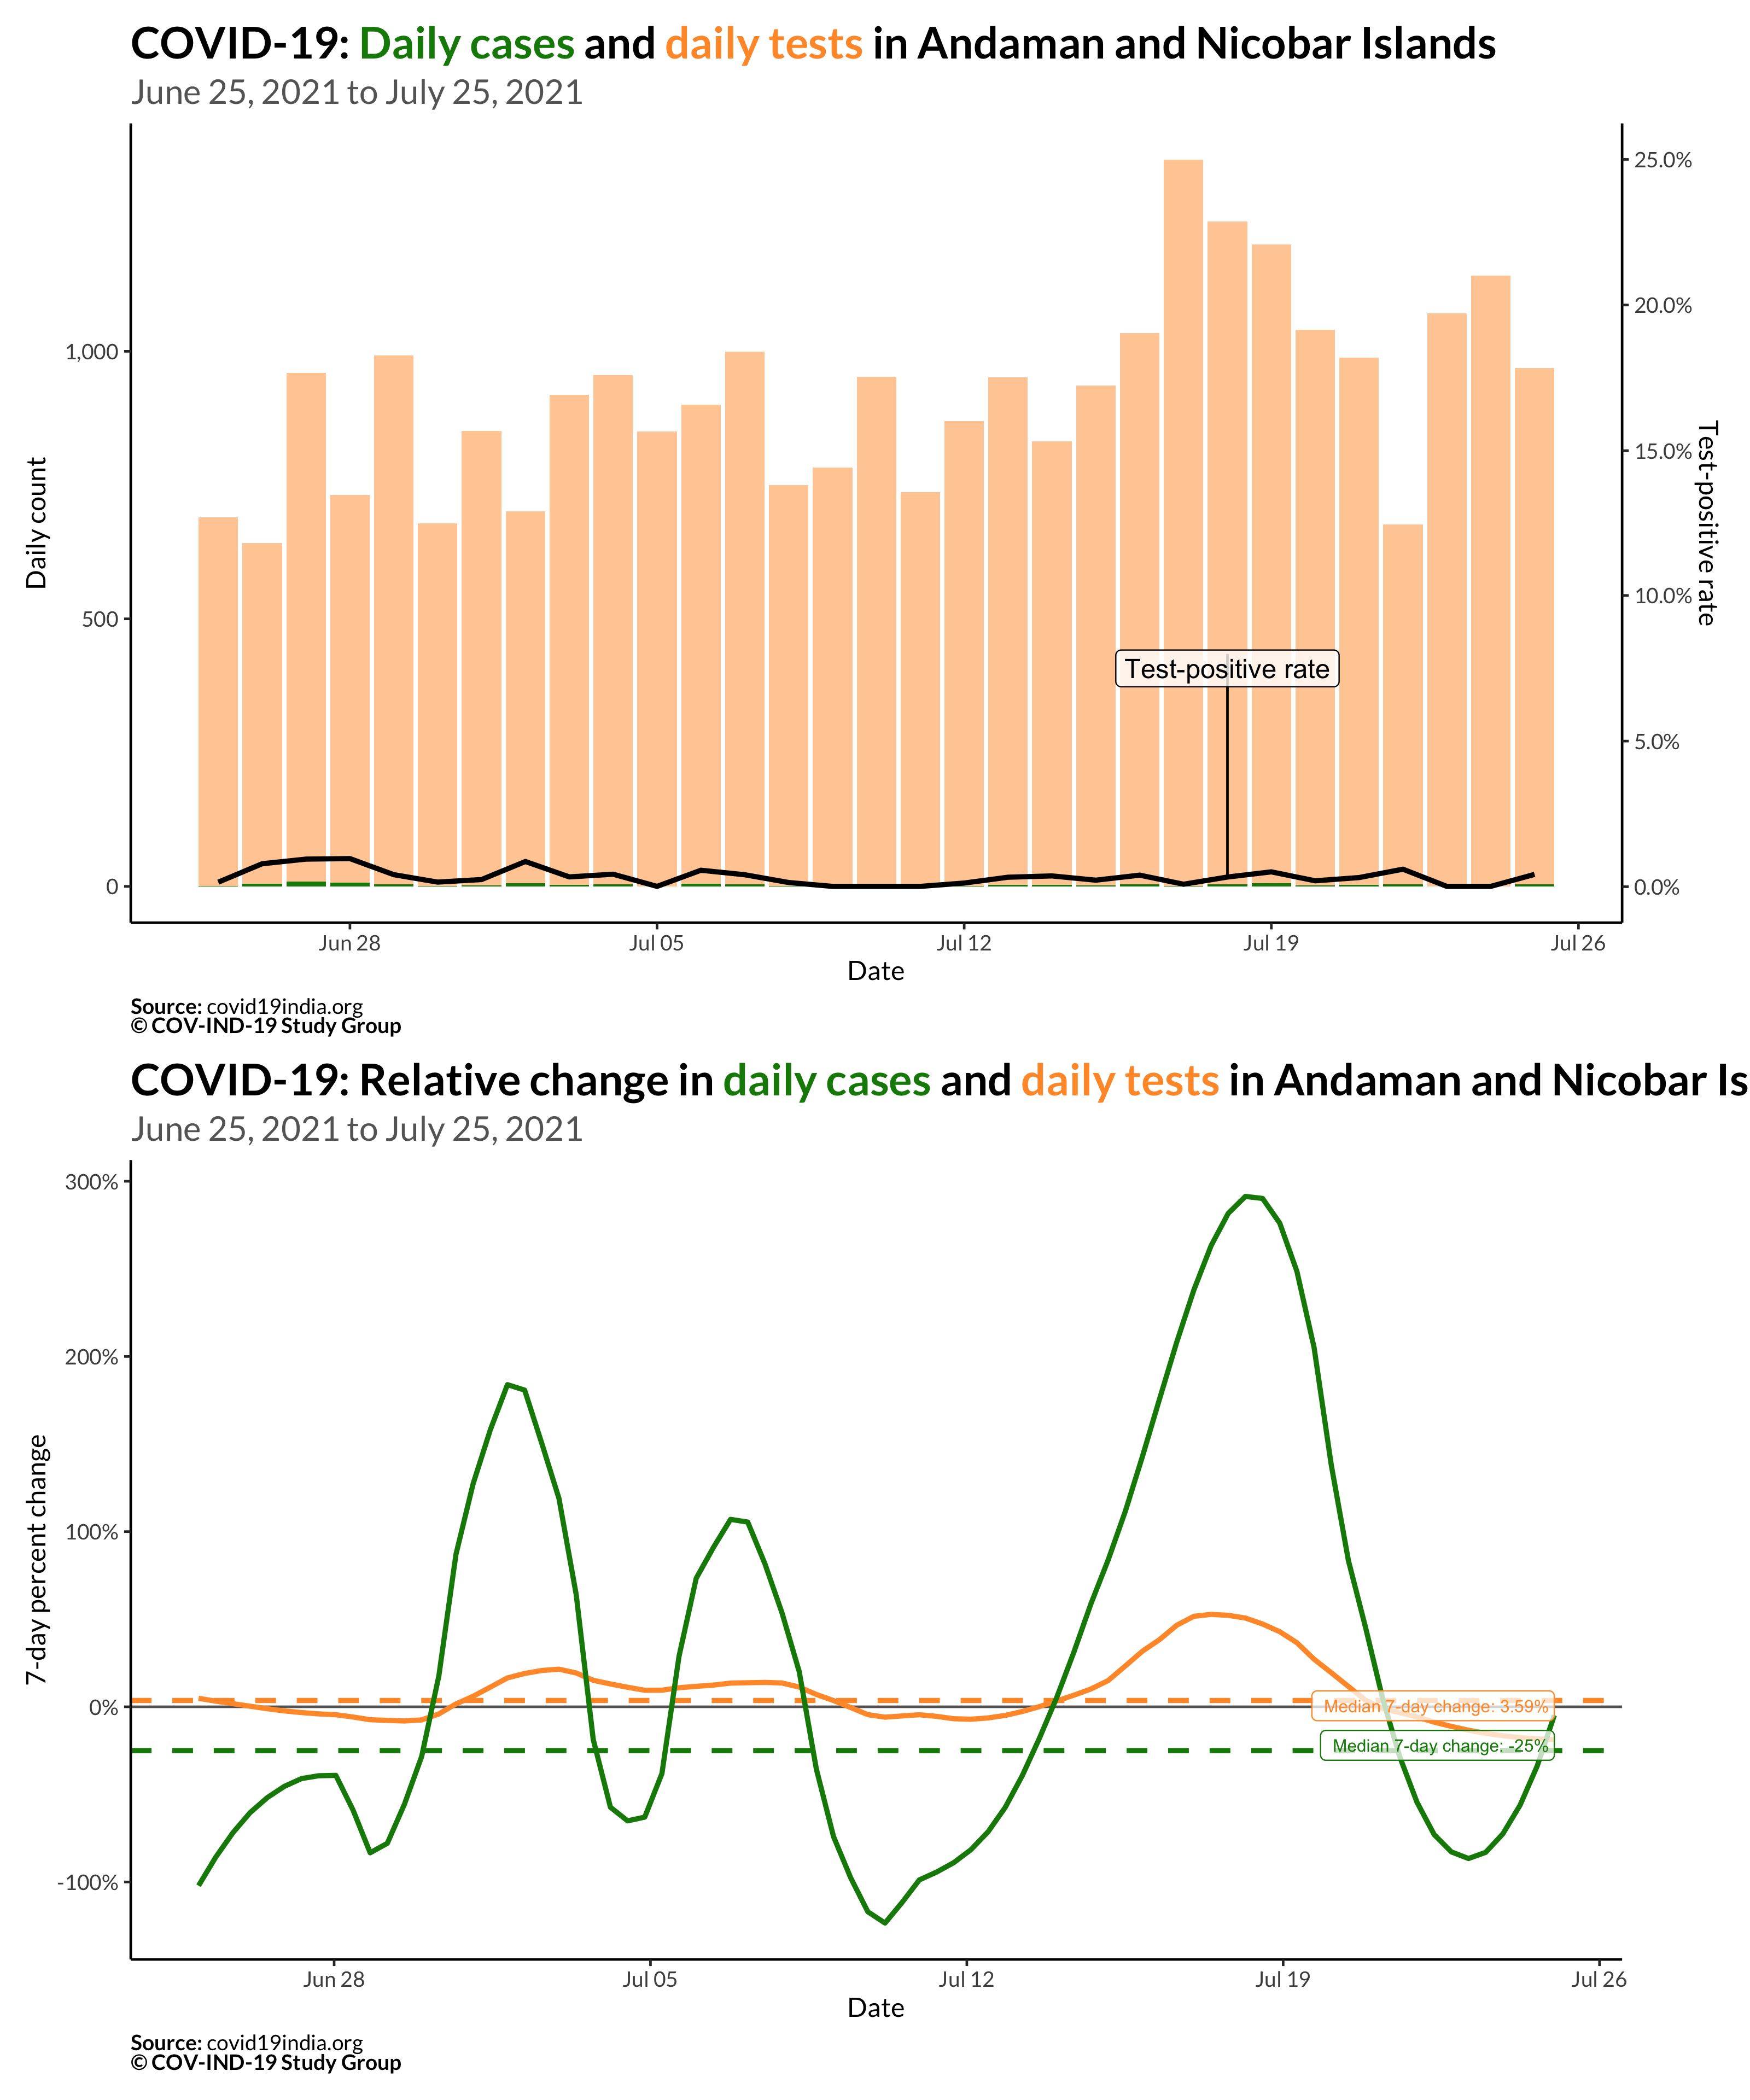 COVID-19: Daily cases and daily tests in Andaman and Nicobar Islands
June 25, 2021 to July 25, 2021
Daily count
1,000
500
0
25.0%
20.0%
15.0%
10.0%
5.0%
0.0%
Test-positive rate
Test-positive rate
Jun 28
Jul 05
Jul 12
Jul 19
Jul 26
Date
Source: covid19india.org
© COV-IND-19 Study Group
COVID-19: Relative change in daily cases and daily tests in Andaman and Nicobar Is
June 25, 2021 to July 25, 2021
7-day percent change
300%
200%
100%
0%
-100%
Median 7-day change: 3.59%
Median 7-day change: -25%
Jun 28
Jul 05
Jul 12
Jul 19
Jul 26
Date
Source: covid19india.org
© COV-IND-19 Study Group